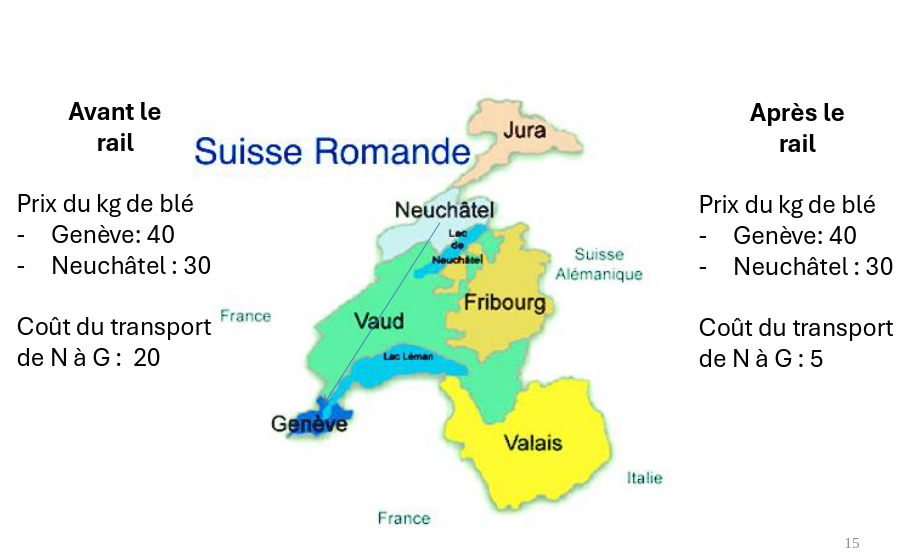 Avant le
rail
Prix du kg de blé
- Genève: 40
- Neuchâtel : 30
Coût du transport
de N à G : 20
Suisse Romande
Jura
Neuchâtel
Lac
de
Neuchâtel
Suisse
Alémanique
Fribourg
France
Vaud
Lac Léman
Genève
Valais
Italie
France
Après le
rail
Prix du kg de blé
- Genève: 40
- Neuchâtel : 30
Coût du transport
de N à G : 5
15